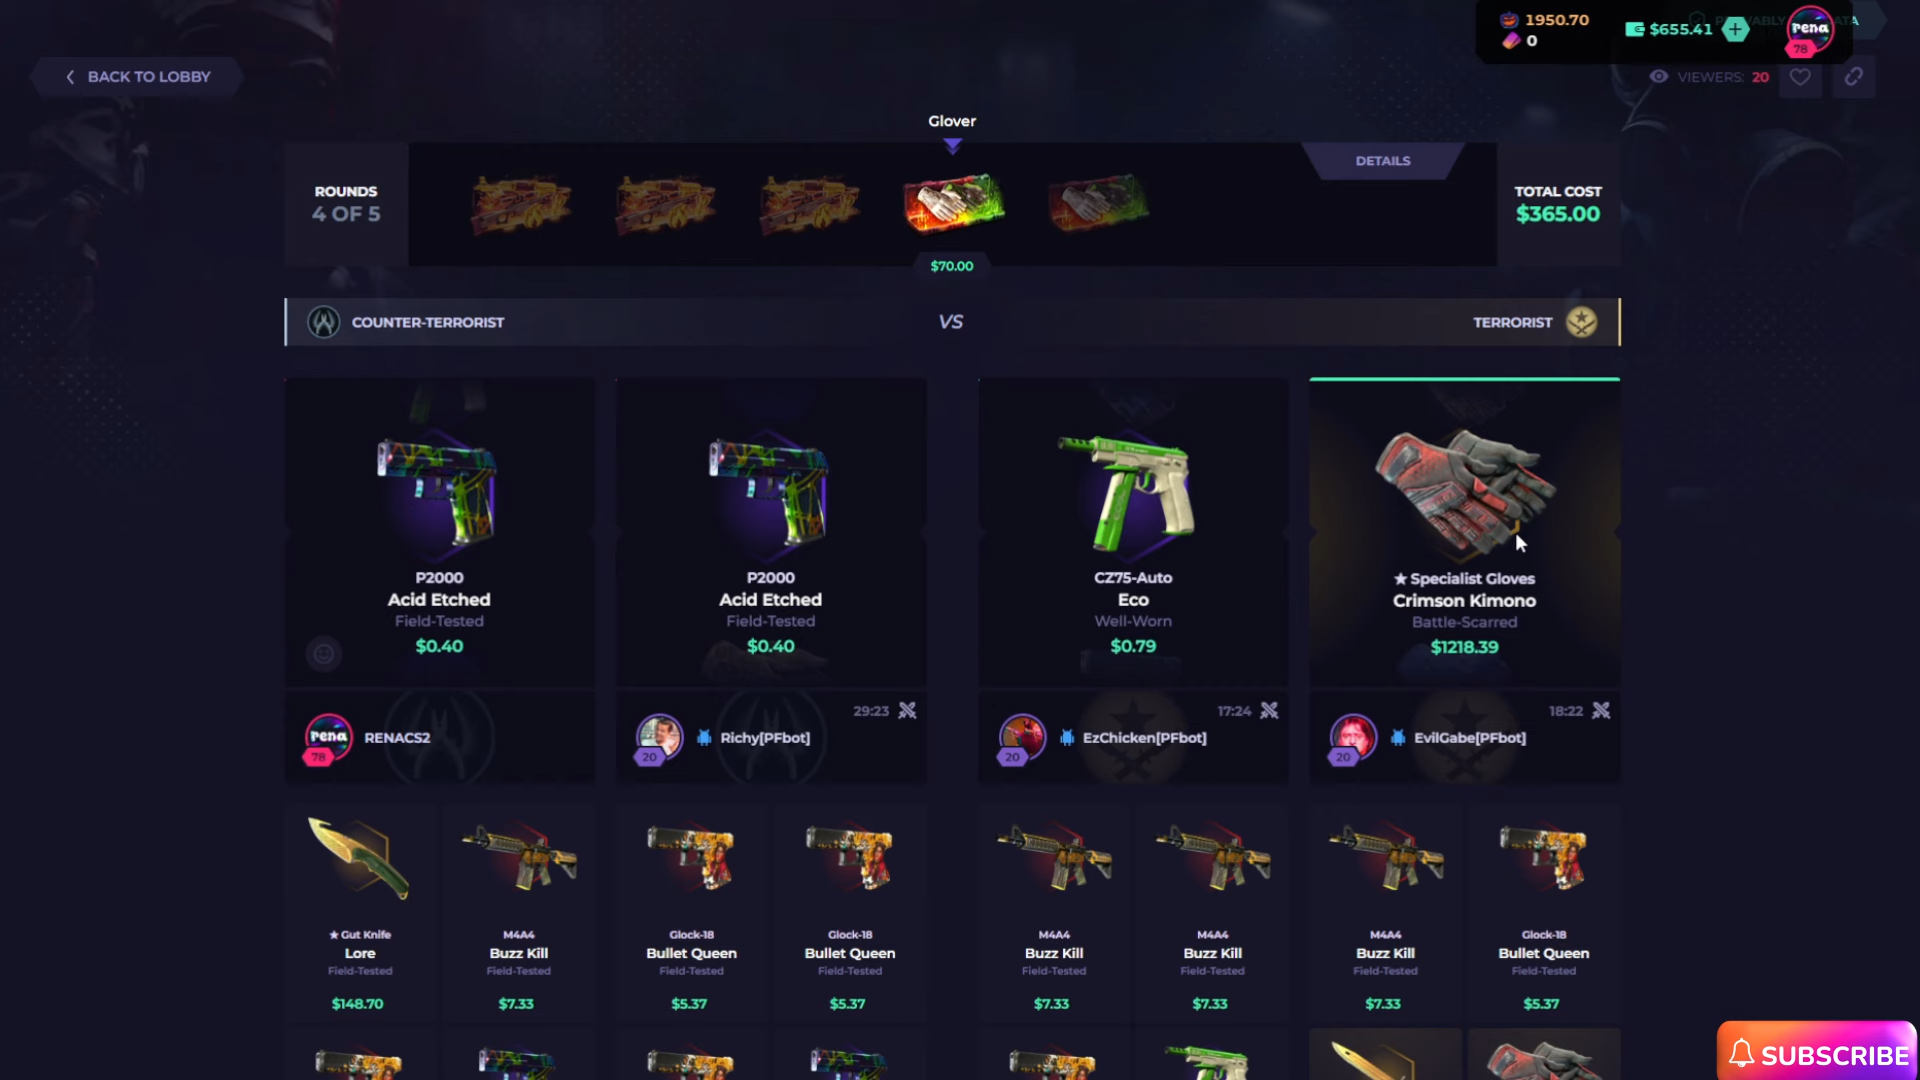 1950.70
0
$655.41
rena
78
BACK TO LOBBY
VIEWERS: 20
Glover
ROUNDS
4 OF 5
DETAILS
TOTAL COST
$365.00
$70.00
COUNTER-TERRORIST
VS
TERRORIST
P2000
Acid Etched
Field-Tested
$0.40
P2000
Acid Etched
Field-Tested
$0.40
CZ75-Auto
Eco
Well-Worn
$0.79
★ Specialist Gloves
Crimson Kimono
Battle-Scarred
$1218.39
rena
78
RENACS2
29:23
20
Richy[PFbot]
17:24
20
EzChicken[PFbot]
18:22
20
EvilGabe[PFbot]
★ Gut Knife
Lore
Field-Tested
$148.70
M4A4
Buzz Kill
Field-Tested
$7.33
Glock-18
Bullet Queen
Field-Tested
$5.37
Glock-18
Bullet Queen
Field-Tested
$5.37
M4A4
Buzz Kill
Field-Tested
$7.33
M4A4
Buzz Kill
Field-Tested
$7.33
M4A4
Buzz Kill
Field-Tested
$7.33
Glock-18
Bullet Queen
Field-Tested
$5.37
SUBSCRIBE